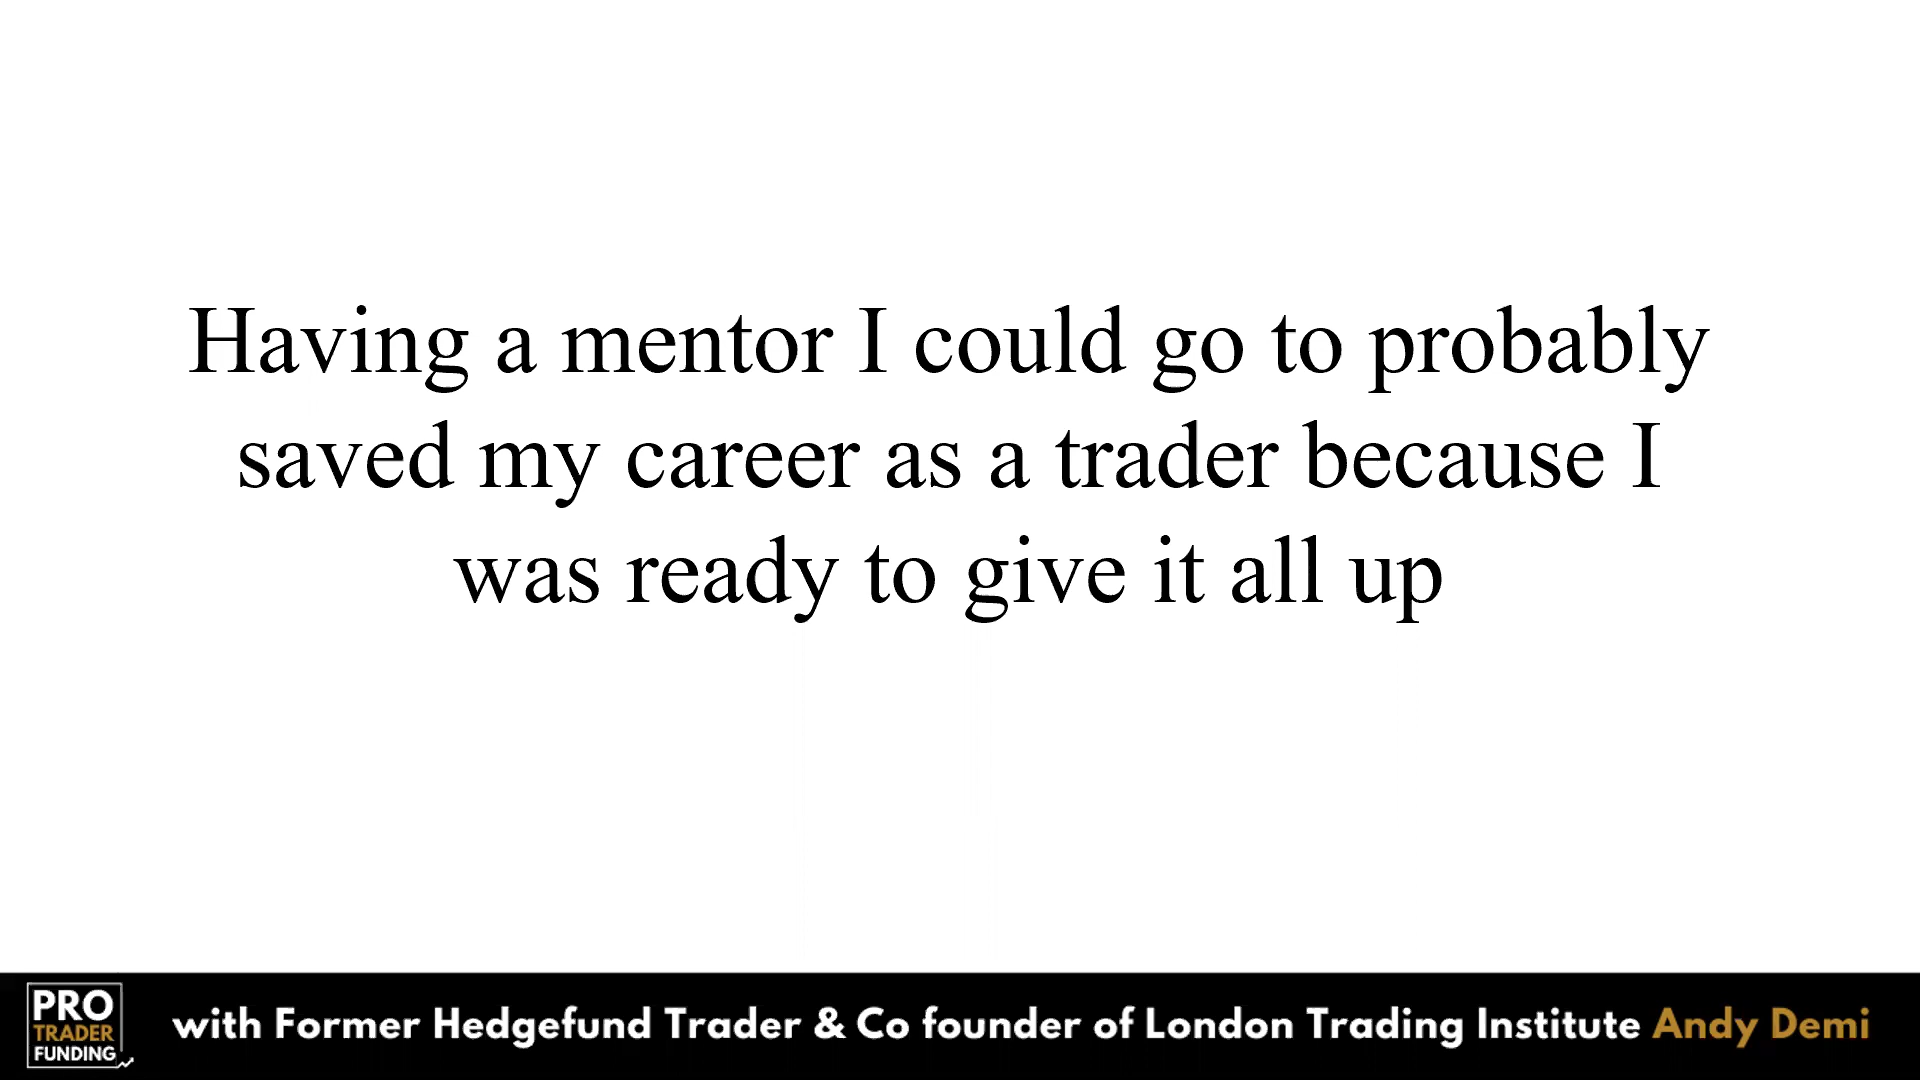 Having a mentor I could go to probably
saved my career as a trader because I
was ready to give it all up
PRO
TRADER
FUNDING
with Former Hedgefund Trader & Co founder of London Trading Institute Andy Demi